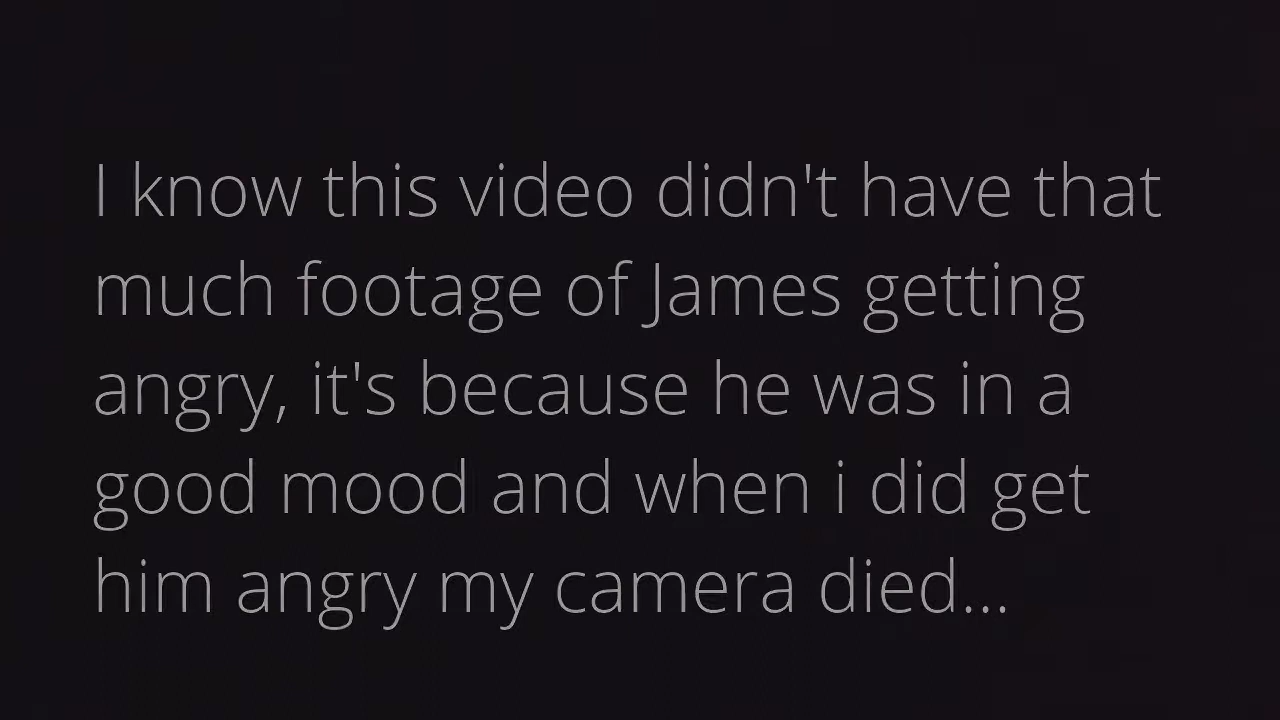 I know this video didn't have that
much footage of James getting
angry, it's because he was in a
good mood and when i did get
him angry my camera died...